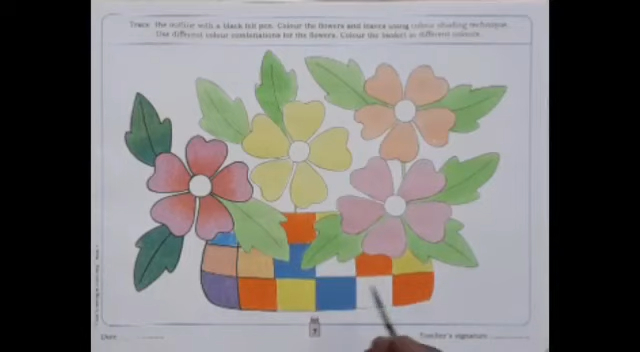 Trace the outline with a black felt pen. Colour the flowers and leaves using colour shading technique.
Use different colour combinations for the flowers. Colour the basket in different colours.
7
Date
Teacher's signature